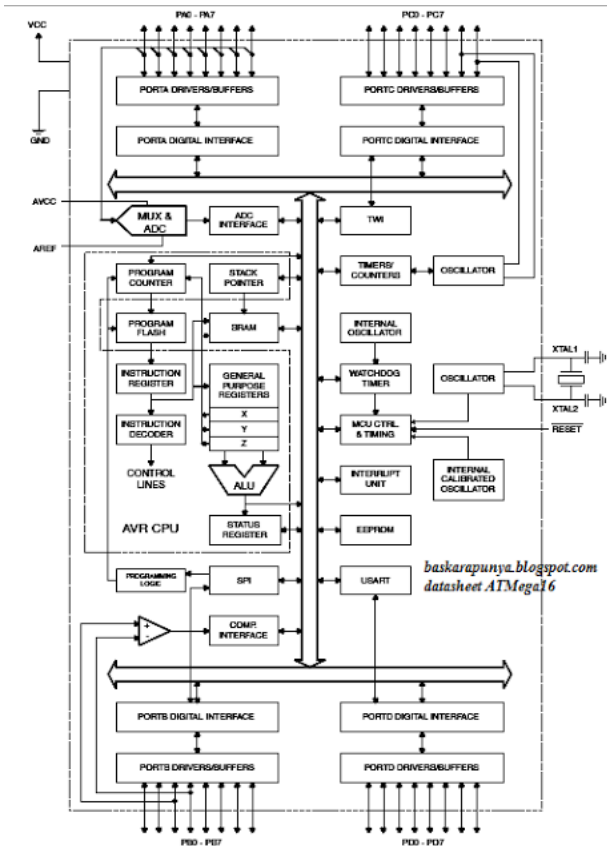 PA0 - PA7
PC0 - PC7
VCC
PORTA DRIVERS/BUFFERS
PORTC DRIVERS/BUFFERS
GND
PORTA DIGITAL INTERFACE
PORTC DIGITAL INTERFACE
AVCC
MUX &
ADC
ADC
INTERFACE
TWI
AREF
PROGRAM
COUNTER
STACK
POINTER
TIMERS/
COUNTERS
OSCILLATOR
PROGRAM
FLASH
SRAM
INTERNAL
OSCILLATOR
XTAL1
INSTRUCTION
REGISTER
GENERAL
PURPOSE
REGISTERS
WATCHDOG
TIMER
OSCILLATOR
X
XTAL2
INSTRUCTION
DECODER
Y
MCU CTRL.
& TIMING
RESET
Z
CONTROL
LINES
ALU
INTERRUPT
UNIT
INTERNAL
CALIBRATED
OSCILLATOR
AVR CPU
STATUS
REGISTER
EEPROM
baskarapunya.blogspot.com
datasheet ATMega16
PROGRAMMING
LOGIC
SPI
USART
+
-
COMP.
INTERFACE
PORTB DIGITAL INTERFACE
PORTD DIGITAL INTERFACE
PORTB DRIVERS/BUFFERS
PORTD DRIVERS/BUFFERS
PB0 - PB7
PD0 - PD7